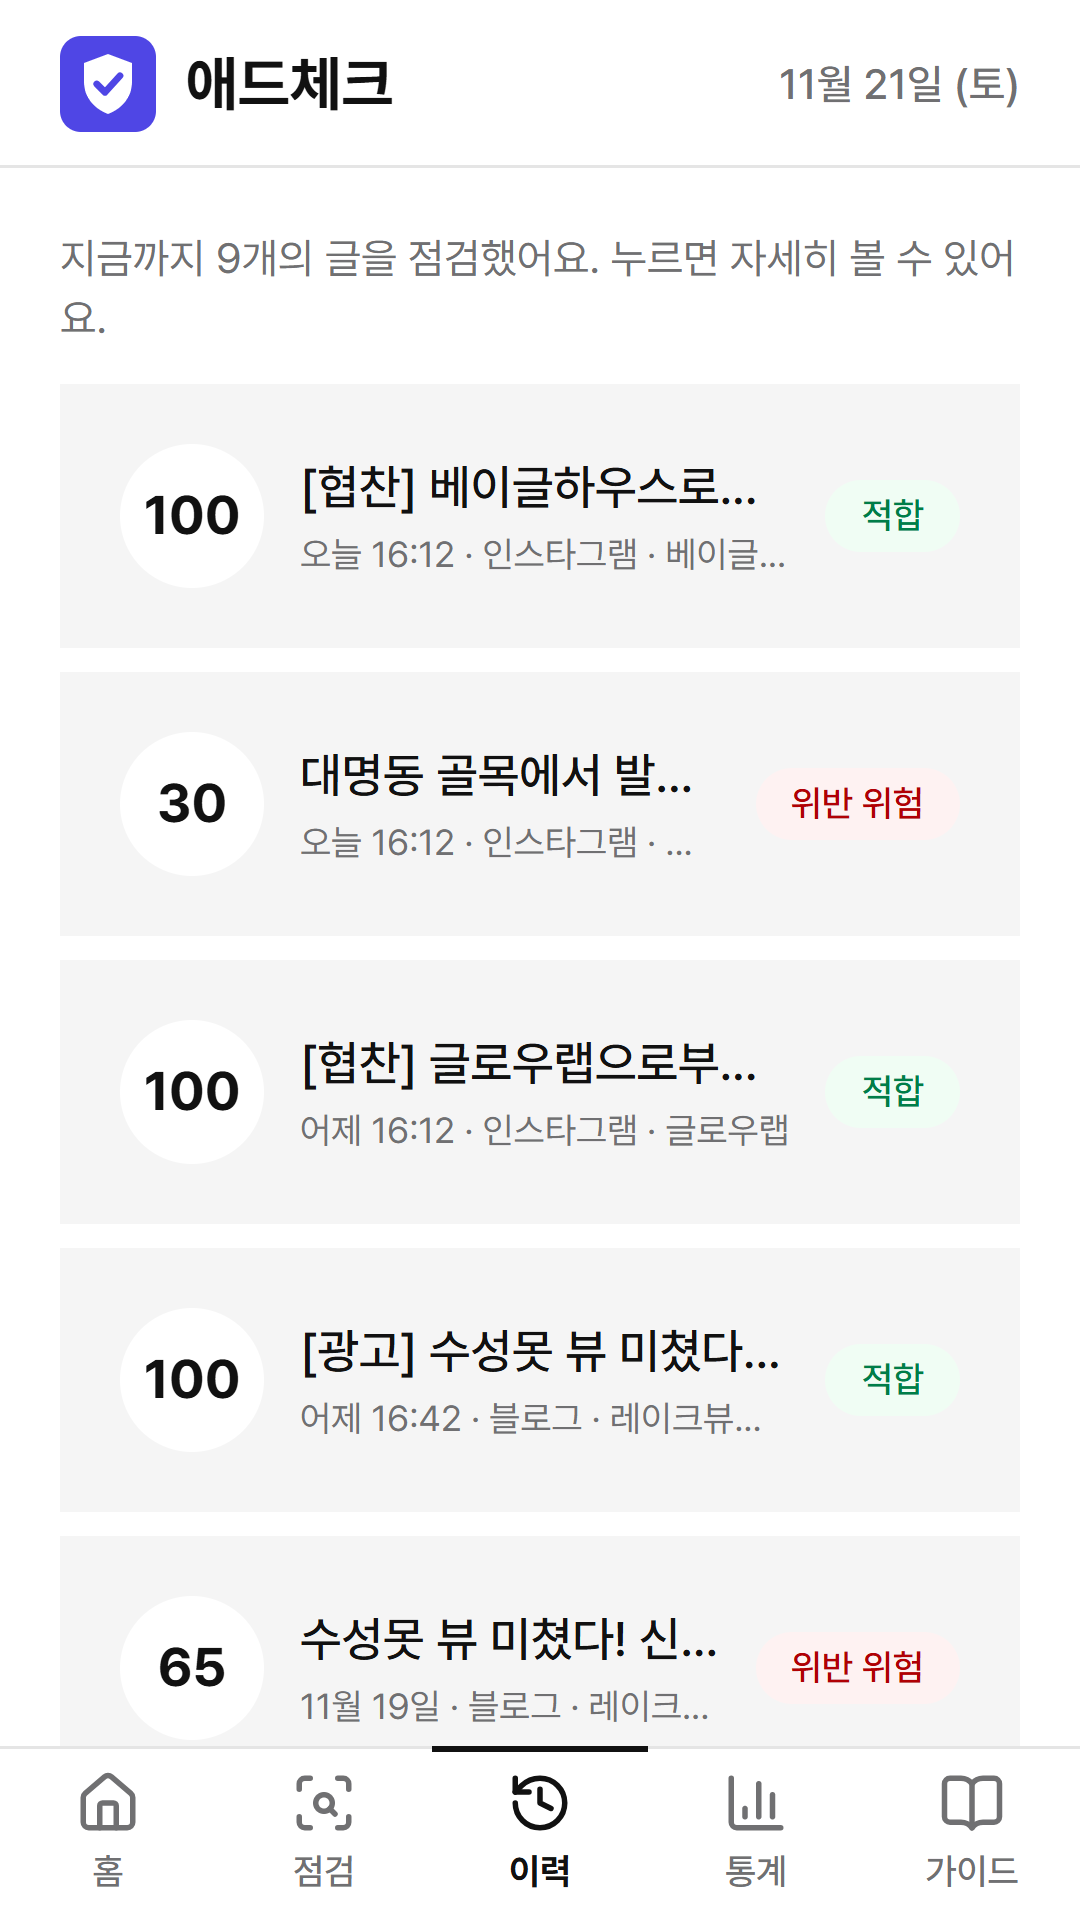 애드체크
11월 21일 (토)
지금까지 9개의 글을 점검했어요. 누르면 자세히 볼 수 있어
요.
100
[협찬] 베이글하우스로...
오늘 16:12 · 인스타그램 · 베이글...
적합
30
대명동 골목에서 발...
오늘 16:12 · 인스타그램 · ...
위반 위험
100
[협찬] 글로우랩으로부...
어제 16:12 · 인스타그램 · 글로우랩
적합
100
[광고] 수성못 뷰 미쳤다...
어제 16:42 · 블로그 · 레이크뷰...
적합
65
수성못 뷰 미쳤다! 신...
11월 19일 · 블로그 · 레이크...
위반 위험
홈
점검
이력
통계
가이드